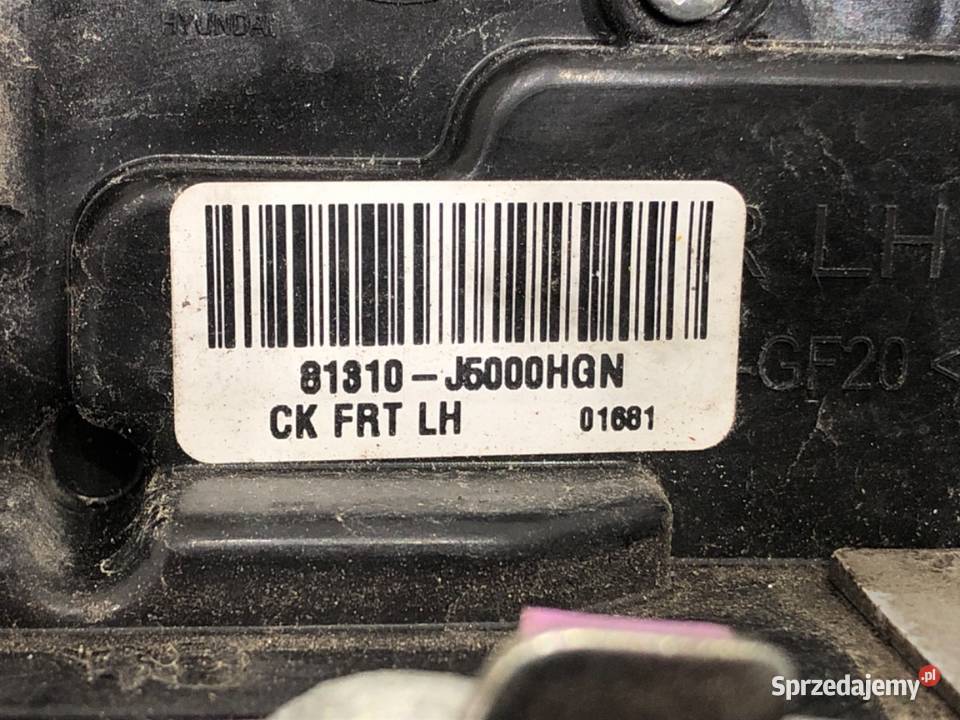 HYUNDAI
R LH
81310-J5000HGN
-GF20<
CK FRT LH 01681
Sprzedajemy.pl